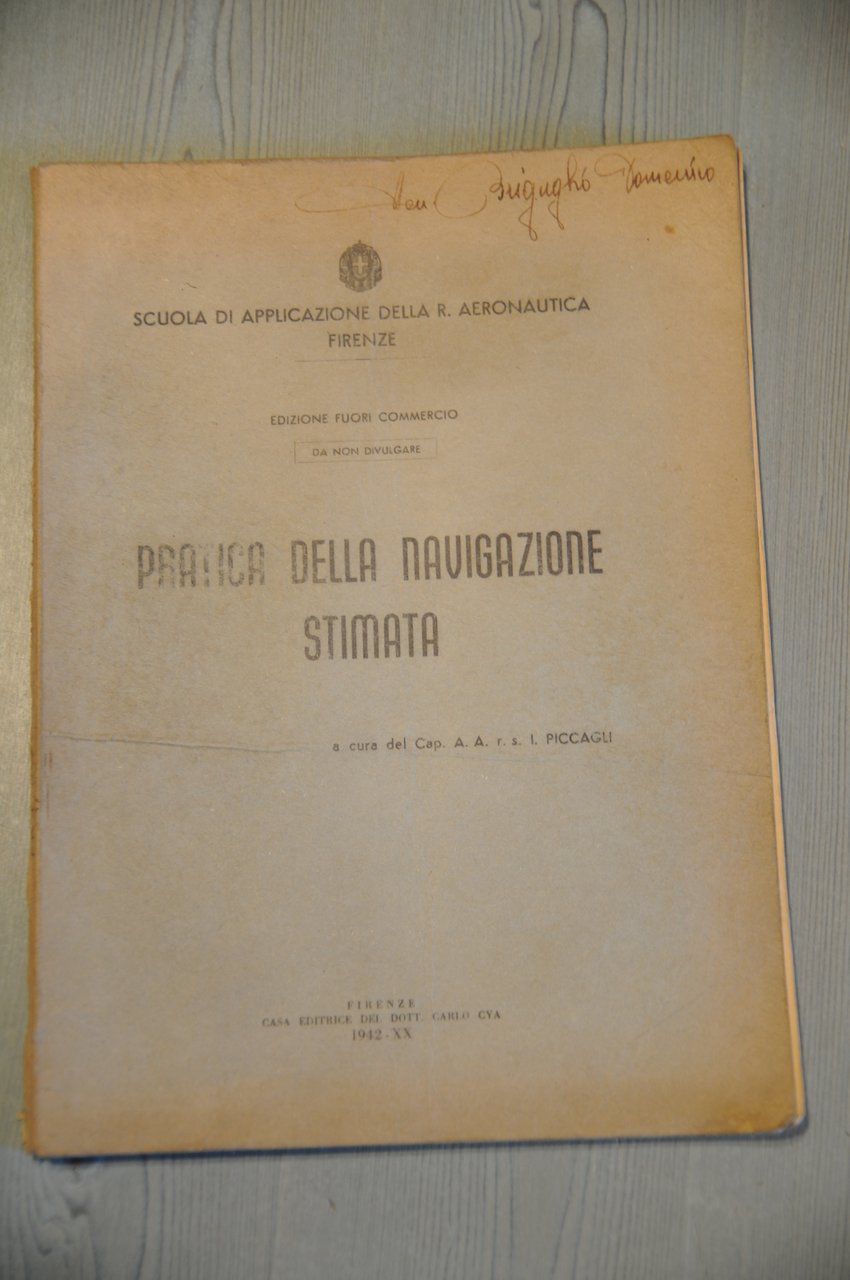 Domenico
SCUOLA DI APPLICAZIONE DELLA R. AERONAUTICA
FIRENZE
EDIZIONE FUORI COMMERCIO
DA NON DIVULGARE
PRATICA DELLA NAVIGAZIONE
STIMATA
a cura del Cap. A. A. r. s. I. PICCAGLI
FIRENZE
CASA EDITRICE DEL DOTT. CARLO CYA
1942-XX